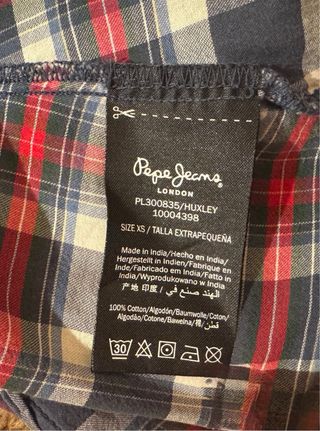 Pepe Jeans
LONDON
PL300835/HUXLEY
10004398
SIZE XS / TALLA EXTRAPEQUEÑA
Made in India/Hecho en India/
Hergestellt in Indien/Fabrique en
Inde/Fabricado em India/Fatto in
India/Wyprodukowano w Indiach
产地 印度 / الهند صنع في
100% Cotton/Algodón/Baumwolle/Coton/
Algodão/Cotone/Bawełna/棉/قطن
30